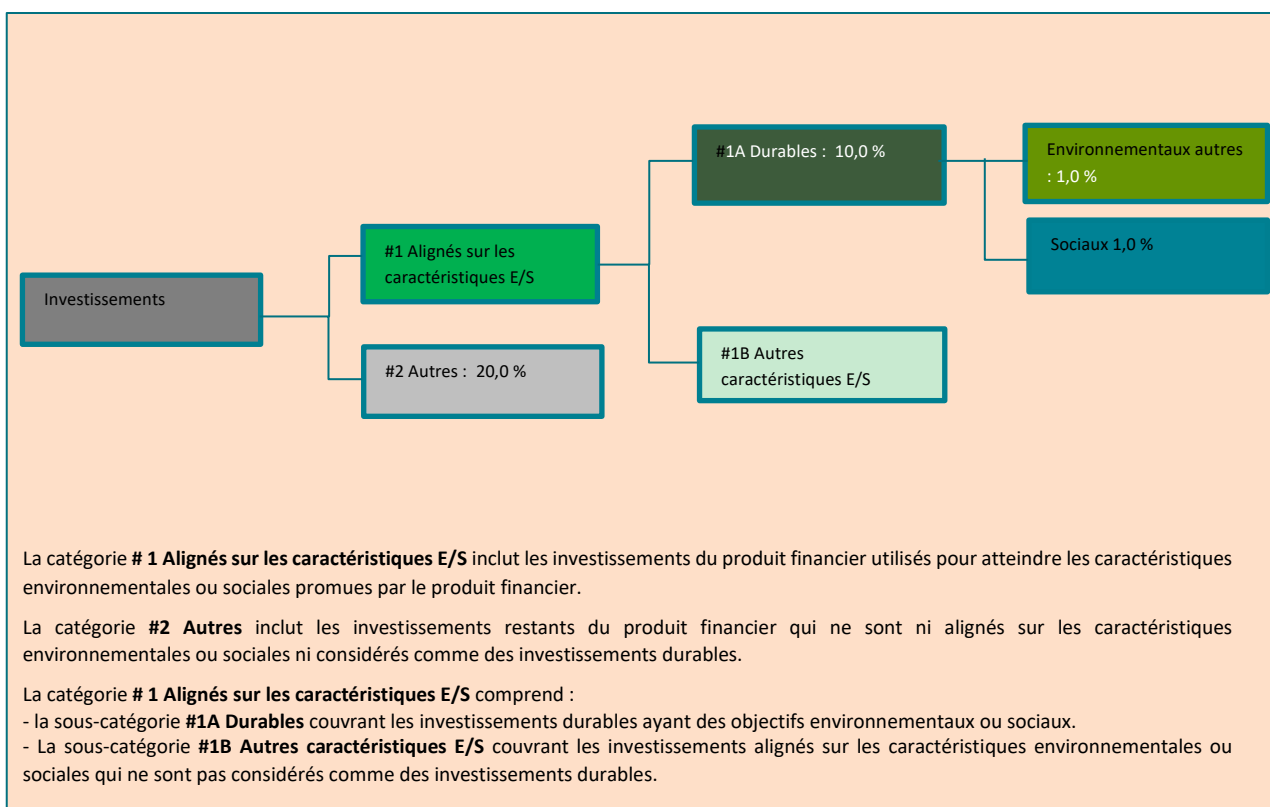 #1A Durables :  10,0 %
Environnementaux autres
: 1,0 %
#1 Alignés sur les
caractéristiques E/S
Sociaux 1,0 %
Investissements
#2 Autres :  20,0 %
#1B Autres
caractéristiques E/S
La catégorie # 1 Alignés sur les caractéristiques E/S inclut les investissements du produit financier utilisés pour atteindre les caractéristiques
environnementales ou sociales promues par le produit financier.
La catégorie #2 Autres inclut les investissements restants du produit financier qui ne sont ni alignés sur les caractéristiques
environnementales ou sociales ni considérés comme des investissements durables.
La catégorie # 1 Alignés sur les caractéristiques E/S comprend :
- la sous-catégorie #1A Durables couvrant les investissements durables ayant des objectifs environnementaux ou sociaux.
- La sous-catégorie #1B Autres caractéristiques E/S couvrant les investissements alignés sur les caractéristiques environnementales ou
sociales qui ne sont pas considérés comme des investissements durables.